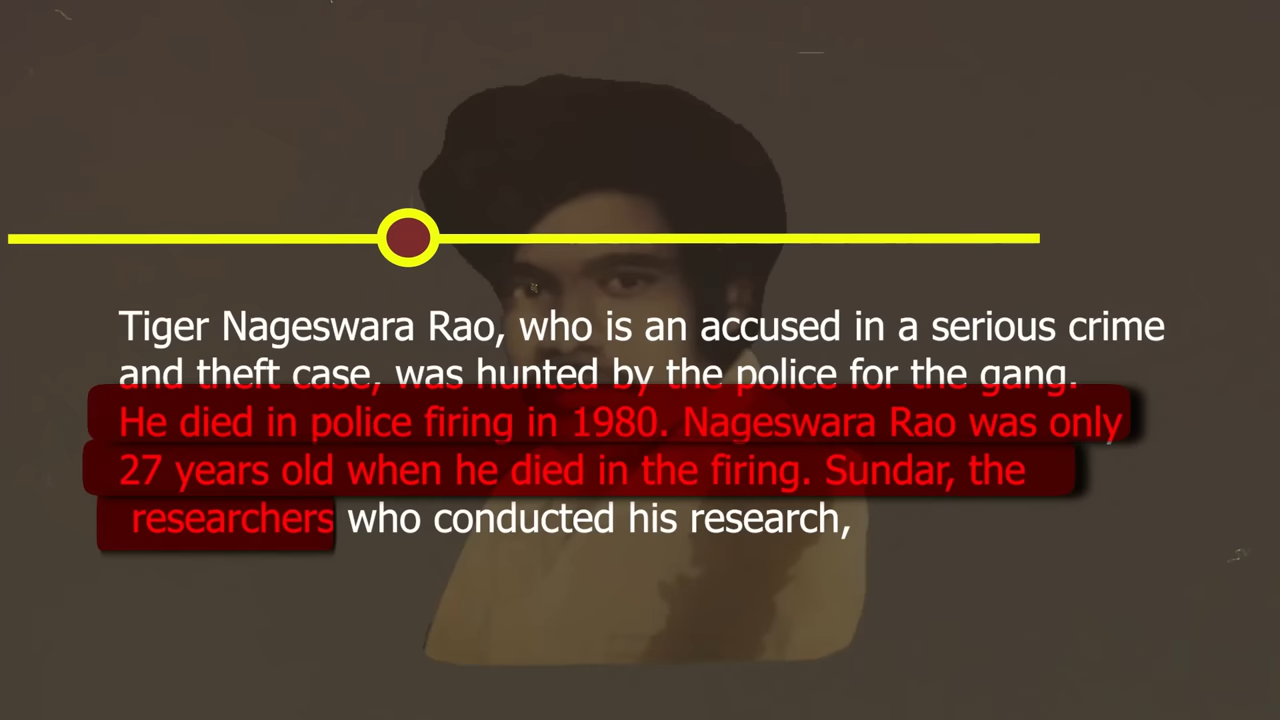 Tiger Nageswara Rao, who is an accused in a serious crime
and theft case, was hunted by the police for the gang.
He died in police firing in 1980. Nageswara Rao was only
27 years old when he died in the firing. Sundar, the
researchers who conducted his research,